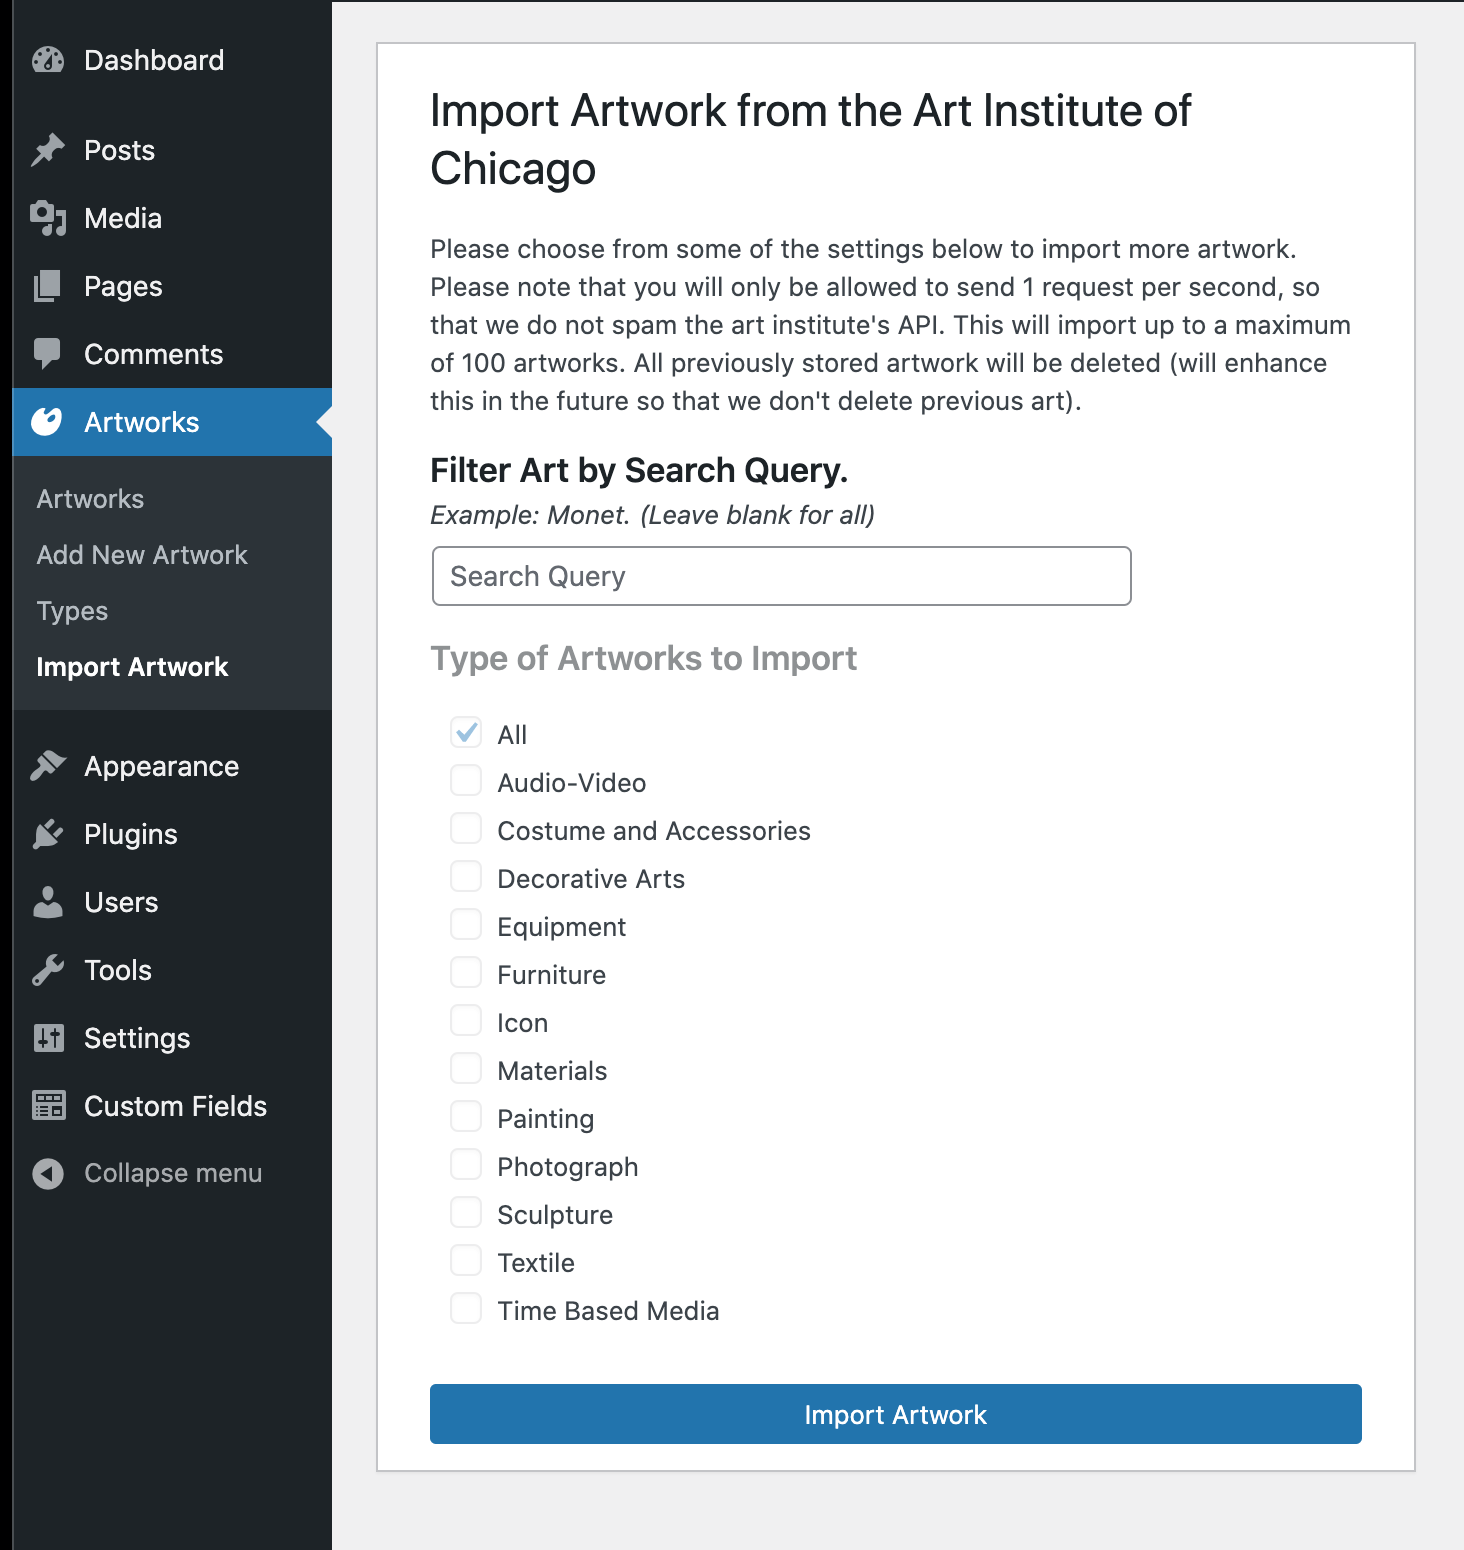 Dashboard
Posts
Media
Pages
Comments
Artworks
Artworks
Add New Artwork
Types
Import Artwork
Appearance
Plugins
Users
Tools
Settings
Custom Fields
Collapse menu
Import Artwork from the Art Institute of
Chicago
Please choose from some of the settings below to import more artwork.
Please note that you will only be allowed to send 1 request per second, so
that we do not spam the art institute's API. This will import up to a maximum
of 100 artworks. All previously stored artwork will be deleted (will enhance
this in the future so that we don't delete previous art).
Filter Art by Search Query.
Example: Monet. (Leave blank for all)
Search Query
Type of Artworks to Import
All
Audio-Video
Costume and Accessories
Decorative Arts
Equipment
Furniture
Icon
Materials
Painting
Photograph
Sculpture
Textile
Time Based Media
Import Artwork